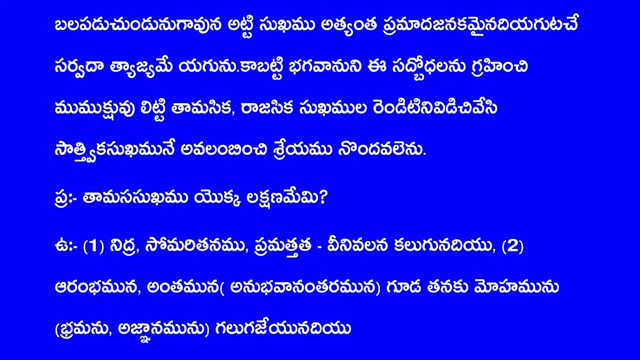 బలపడుచుండునుగావున అట్టి సుఖము అత్యంత ప్రమాదజనకమైనదియగుటచే
సర్వదా త్యాజ్యమే యగును.కాబట్టి భగవానుని ఈ సద్బోధలను గ్రహించి
ముముక్షువు లిట్టి తామసిక, రాజసిక సుఖముల రెండిటినివిడిచివేసి
సాత్త్వికసుఖమునే అవలంబించి శ్రేయము నొందవలెను.
ప్ర:- తామససుఖము యొక్క లక్షణమేమి?
ఉ:- (1) నిద్ర, సోమరితనము, ప్రమత్తత - వీనివలన కలుగునదియు, (2)
ఆరంభమున, అంతమున( అనుభవానంతరమున) గూడ తనకు మోహమును
(భ్రమను, అజ్ఞానమును) గలుగజేయునదియు